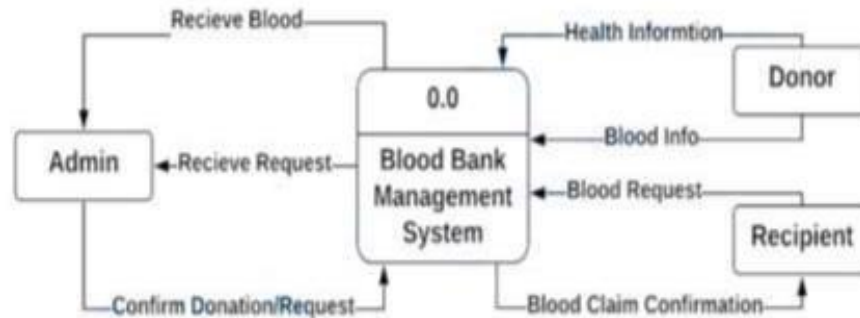 Recieve Blood
Health Informtion
Donor
0.0
Blood Info
Admin
Recieve Request
Blood Bank
Management
System
Blood Request
Recipient
Confirm Donation/Request
Blood Claim Confirmation